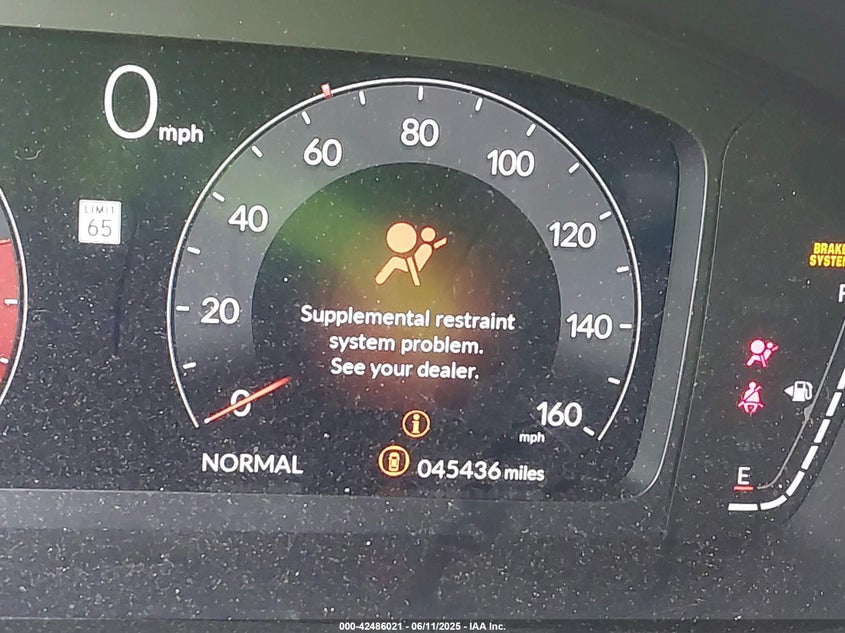 0 mph
LIMIT
65
0
20
40
60
80
100
120
140
160
mph
Supplemental restraint
system problem.
See your dealer.
i
NORMAL
045436 miles
SYSTEM
E
000-42486021 - 06/11/2025 - IAA Inc.